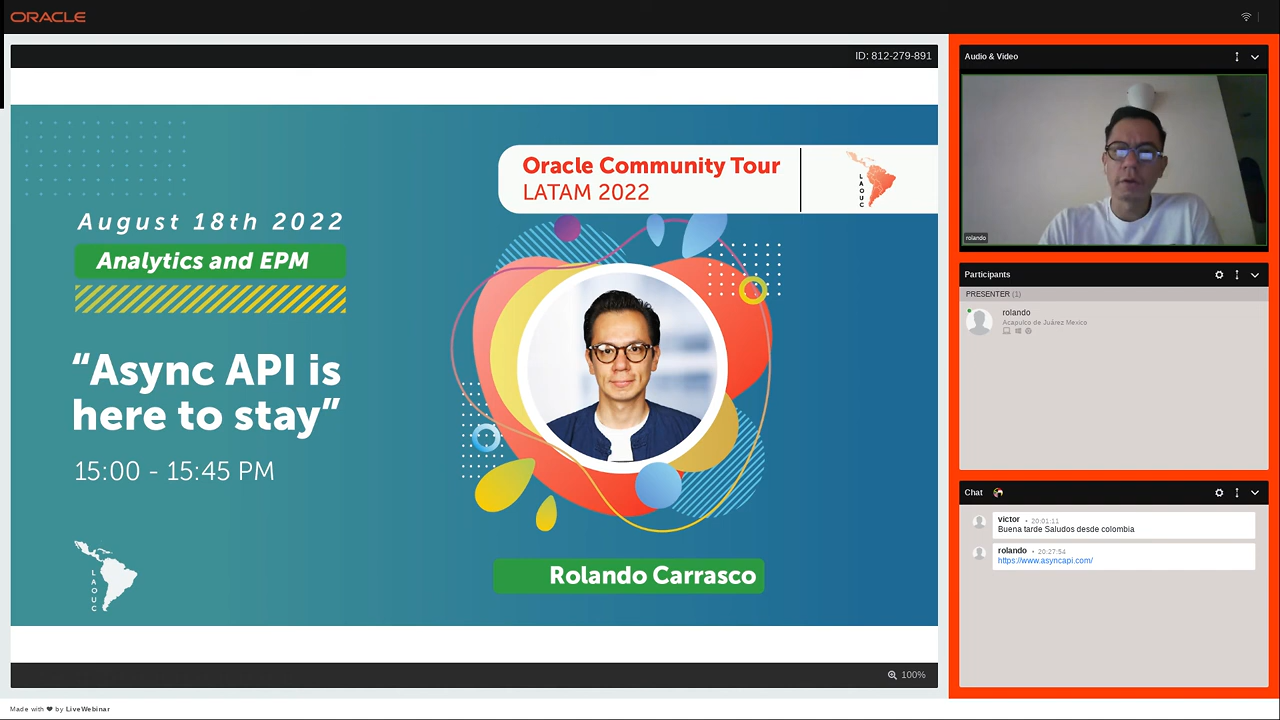 ORACLE
ID: 812-279-891
Oracle Community Tour
LATAM 2022
LAOUC
August 18th 2022
Analytics and EPM
“Async API is
here to stay”
15:00 - 15:45 PM
LAOUC
Rolando Carrasco
100%
Made with ❤ by LiveWebinar
Audio & Video
rolando
Participants
PRESENTER (1)
rolando
Acapulco de Juárez Mexico
Chat
victor • 20:01:11
Buena tarde Saludos desde colombia
rolando • 20:27:54
https://www.asyncapi.com/